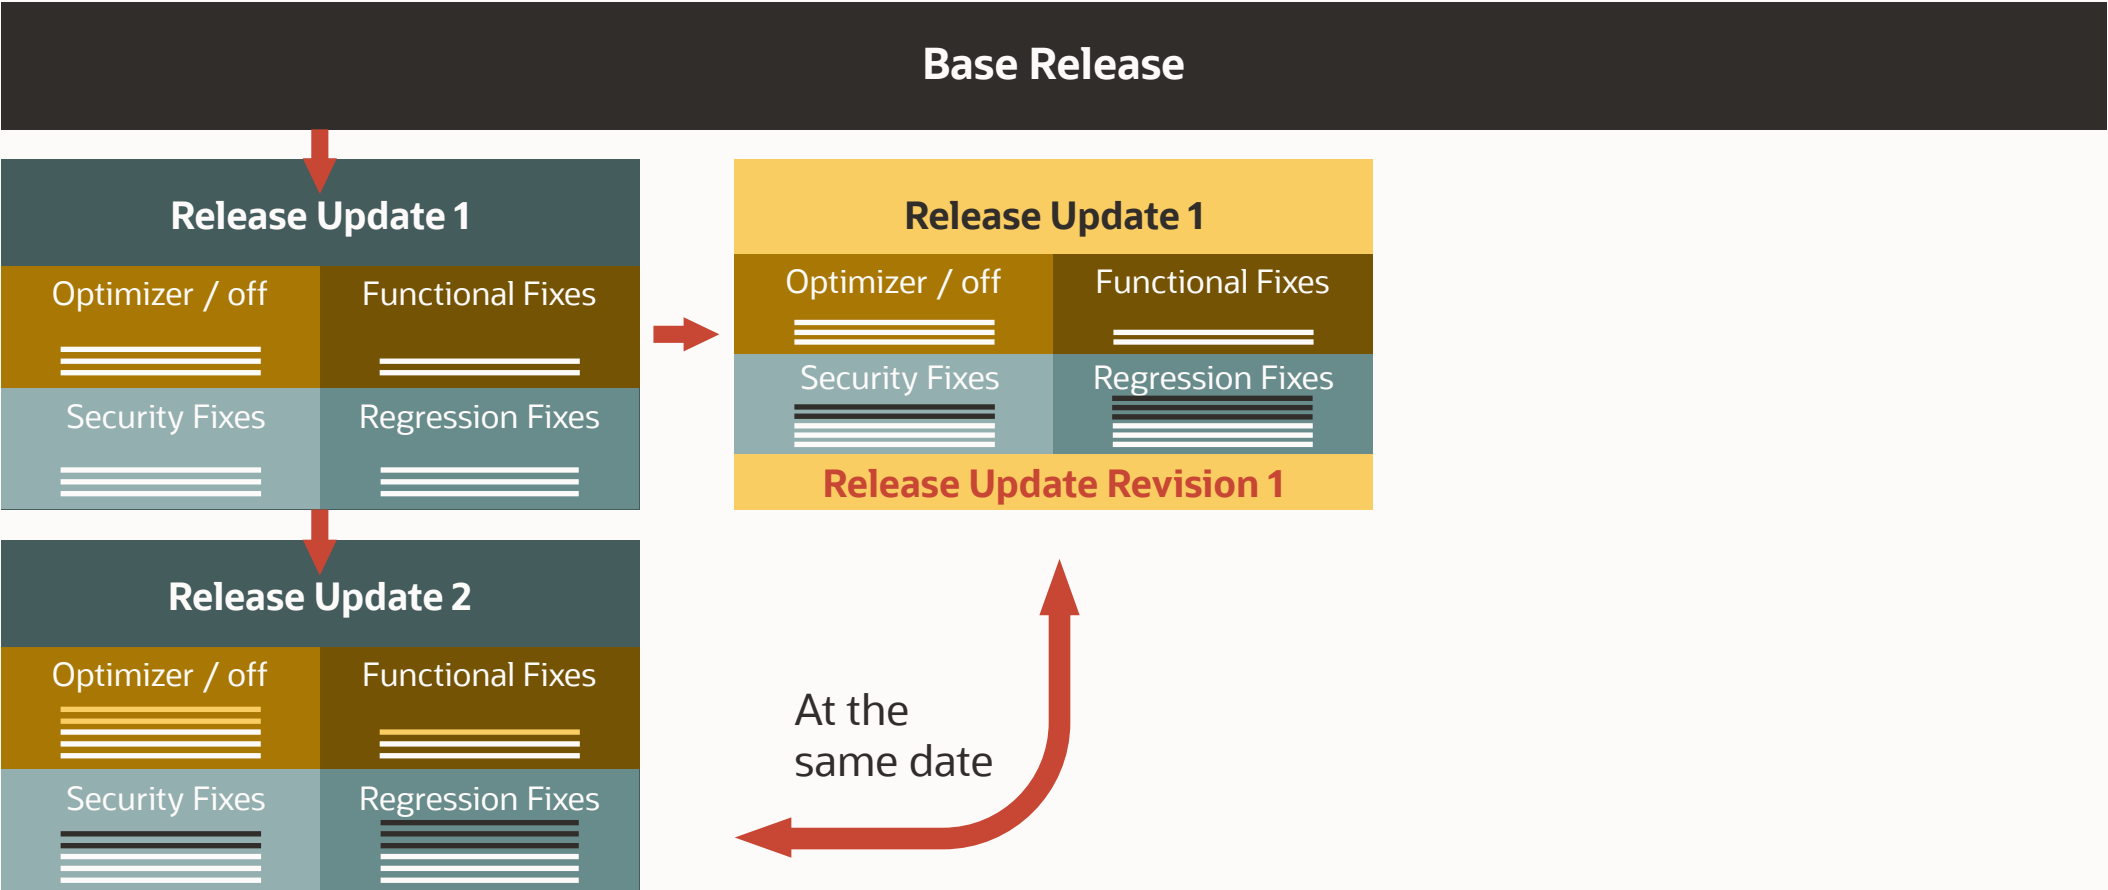 Base Release
Release Update 1
Optimizer / off
Functional Fixes
Security Fixes
Regression Fixes
Release Update 1
Optimizer / off
Functional Fixes
Security Fixes
Regression Fixes
Release Update Revision 1
Release Update 2
Optimizer / off
Functional Fixes
Security Fixes
Regression Fixes
At the
same date